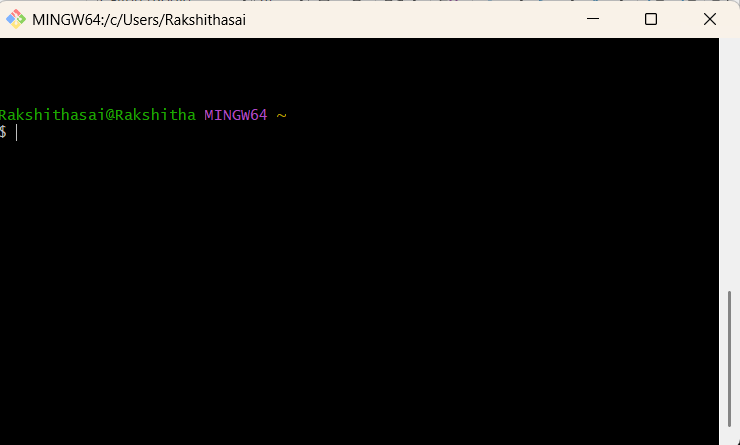 MINGW64:/c/Users/Rakshithasai
Rakshithasai@Rakshitha MINGW64 ~
$